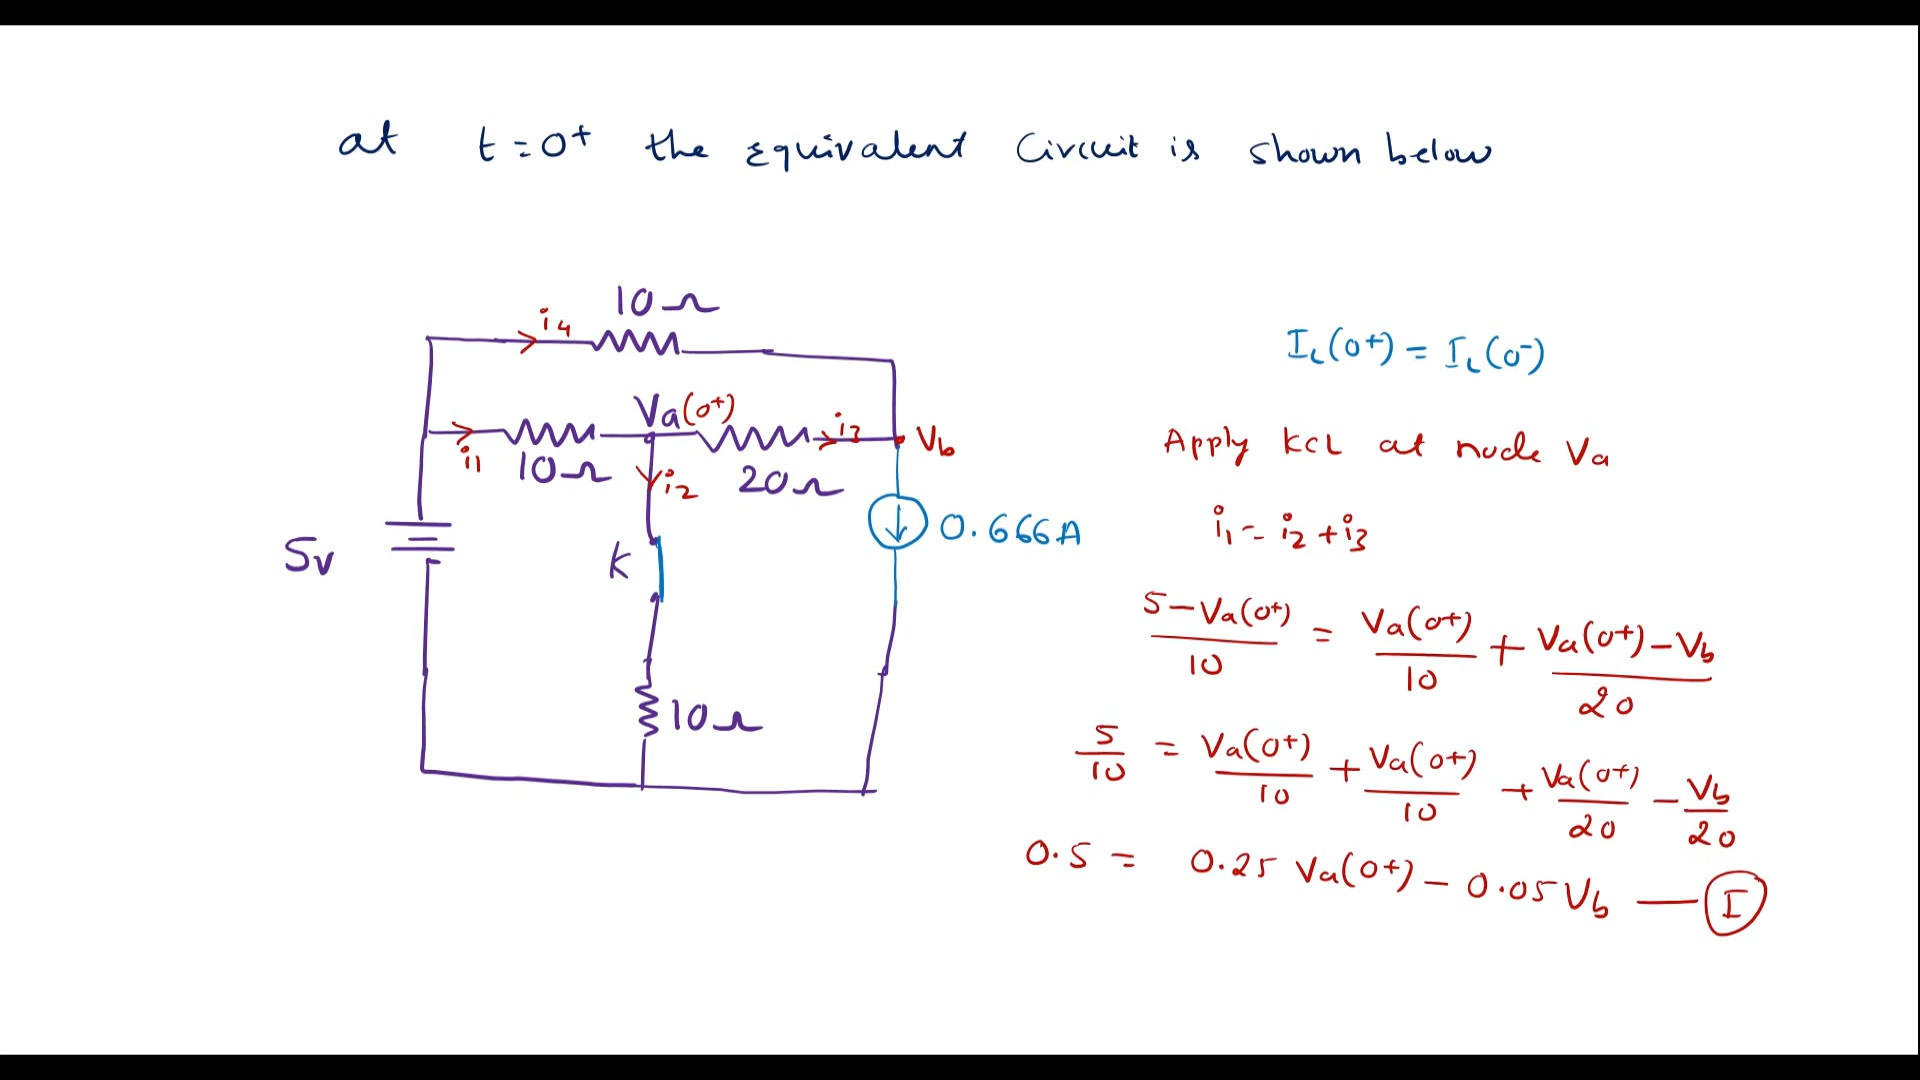 at t=0+ the equivalent circuit is shown below
10Ω
i4
Va(0+)
i3
Vb
i1
10Ω
i2
20Ω
0.666A
5v
K
10Ω
IL(0+) = IL(0-)
Apply KCL at node Va
i1 = i2 + i3
5-Va(0+)/10 = Va(0+)/10 + Va(0+)-Vb/20
5/10 = Va(0+)/10 + Va(0+)/10 + Va(0+)/20 - Vb/20
0.5 = 0.25 Va(0+) - 0.05 Vb — I